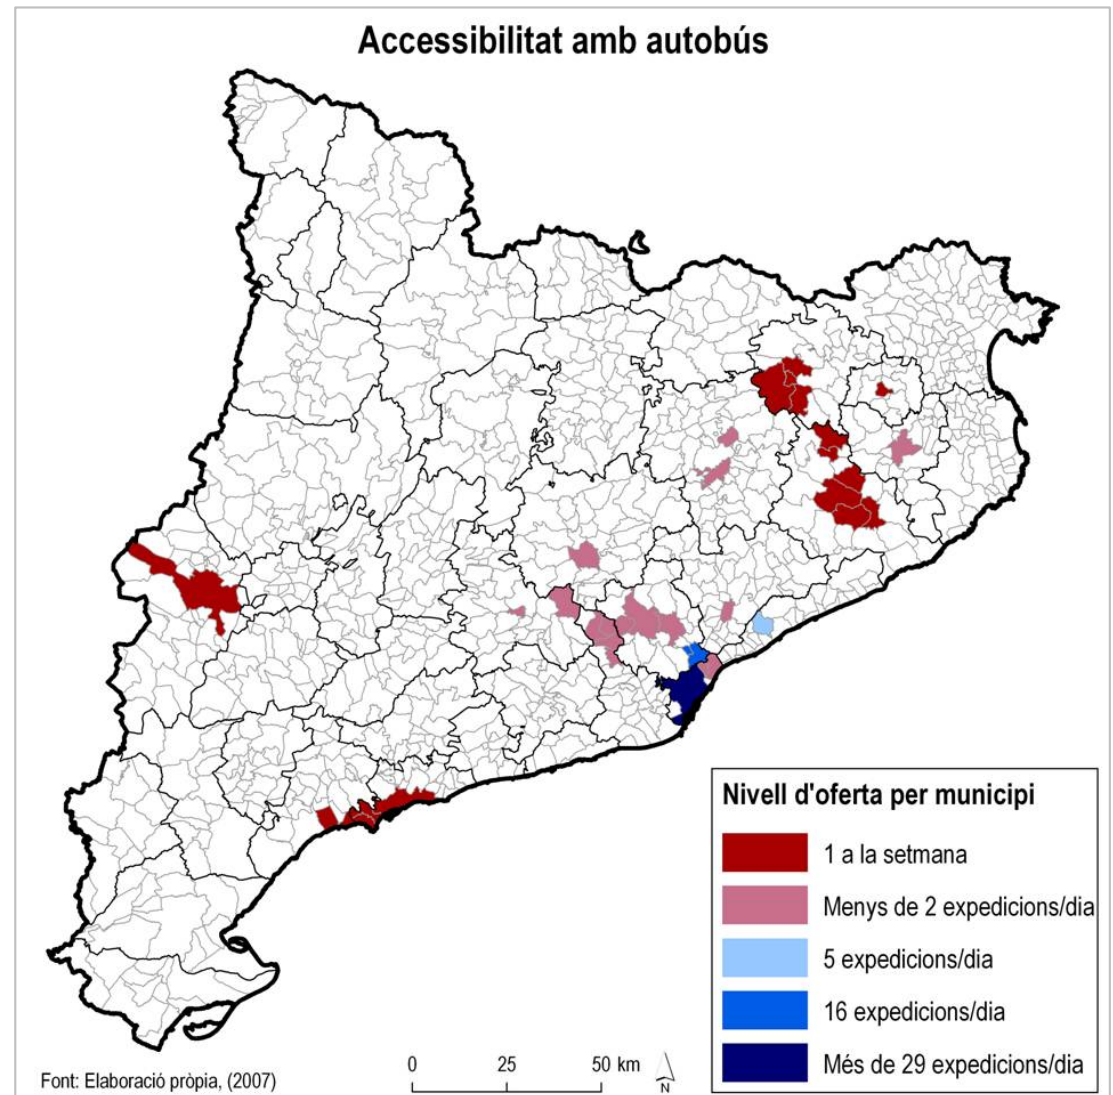 Accessibilitat amb autobús
Nivell d'oferta per municipi
1 a la setmana
Menys de 2 expedicions/dia
5 expedicions/dia
16 expedicions/dia
Més de 29 expedicions/dia
0 25 50 km
N
Font: Elaboració pròpia, (2007)